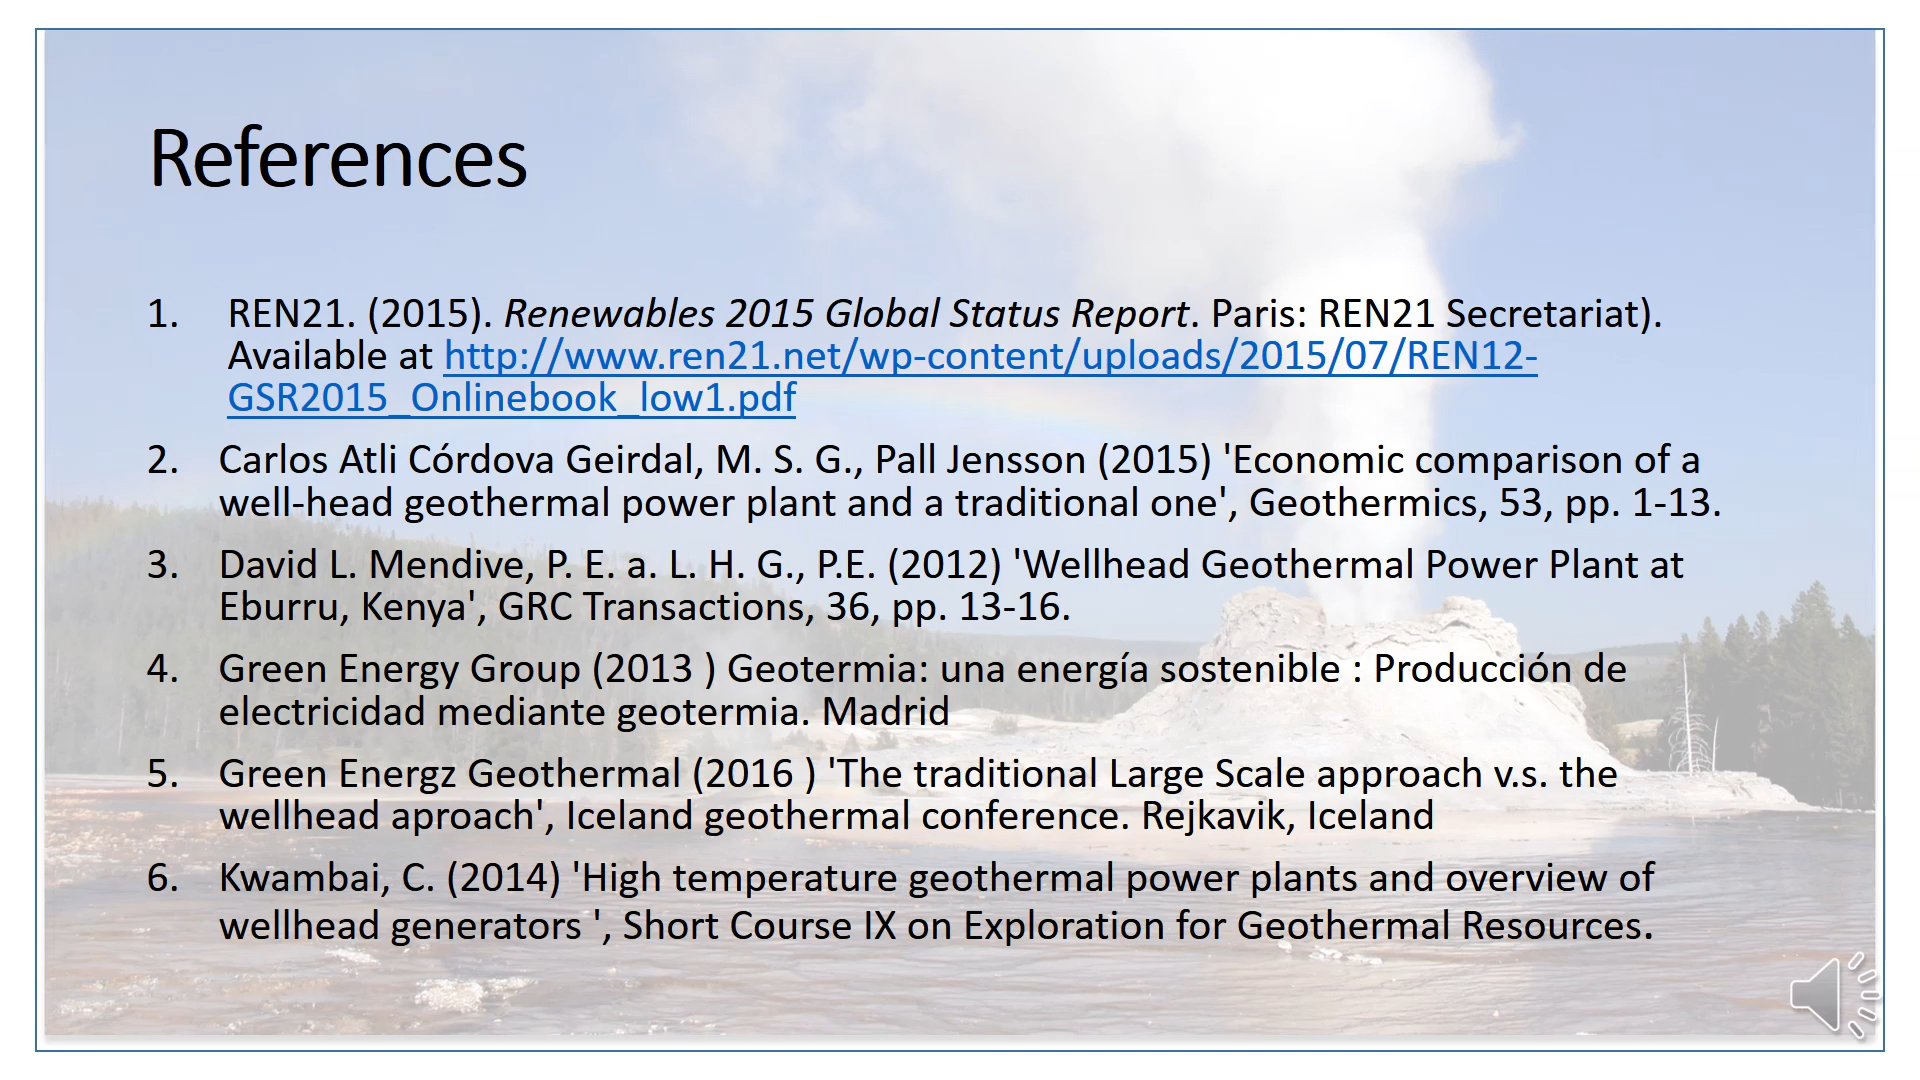 References
1. REN21. (2015). Renewables 2015 Global Status Report. Paris: REN21 Secretariat).
Available at http://www.ren21.net/wp-content/uploads/2015/07/REN12-
GSR2015_Onlinebook_low1.pdf
2. Carlos Atli Córdova Geirdal, M. S. G., Pall Jensson (2015) 'Economic comparison of a
well-head geothermal power plant and a traditional one', Geothermics, 53, pp. 1-13.
3. David L. Mendive, P. E. a. L. H. G., P.E. (2012) 'Wellhead Geothermal Power Plant at
Eburru, Kenya', GRC Transactions, 36, pp. 13-16.
4. Green Energy Group (2013 ) Geotermia: una energía sostenible : Producción de
electricidad mediante geotermia. Madrid
5. Green Energz Geothermal (2016 ) 'The traditional Large Scale approach v.s. the
wellhead aproach', Iceland geothermal conference. Rejkavik, Iceland
6. Kwambai, C. (2014) 'High temperature geothermal power plants and overview of
wellhead generators ', Short Course IX on Exploration for Geothermal Resources.